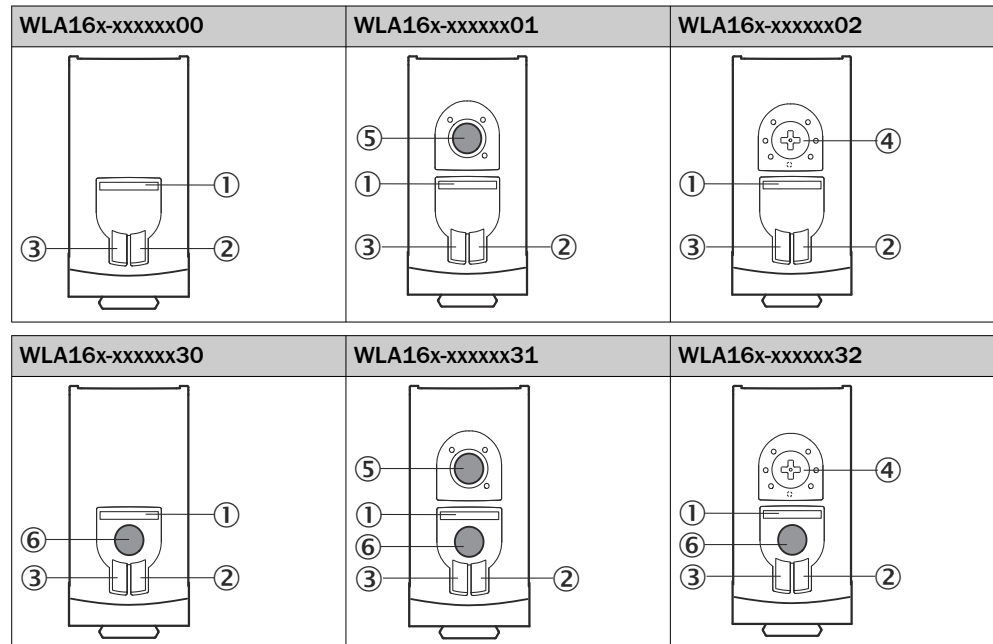 WLA16x-xxxxxx00 WLA16x-xxxxxx01 WLA16x-xxxxxx02
① ③ ② ⑤ ① ③ ② ④ ① ③ ②
WLA16x-xxxxxx30 WLA16x-xxxxxx31 WLA16x-xxxxxx32
① ⑥ ③ ② ⑤ ① ⑥ ③ ② ④ ① ⑥ ③ ②